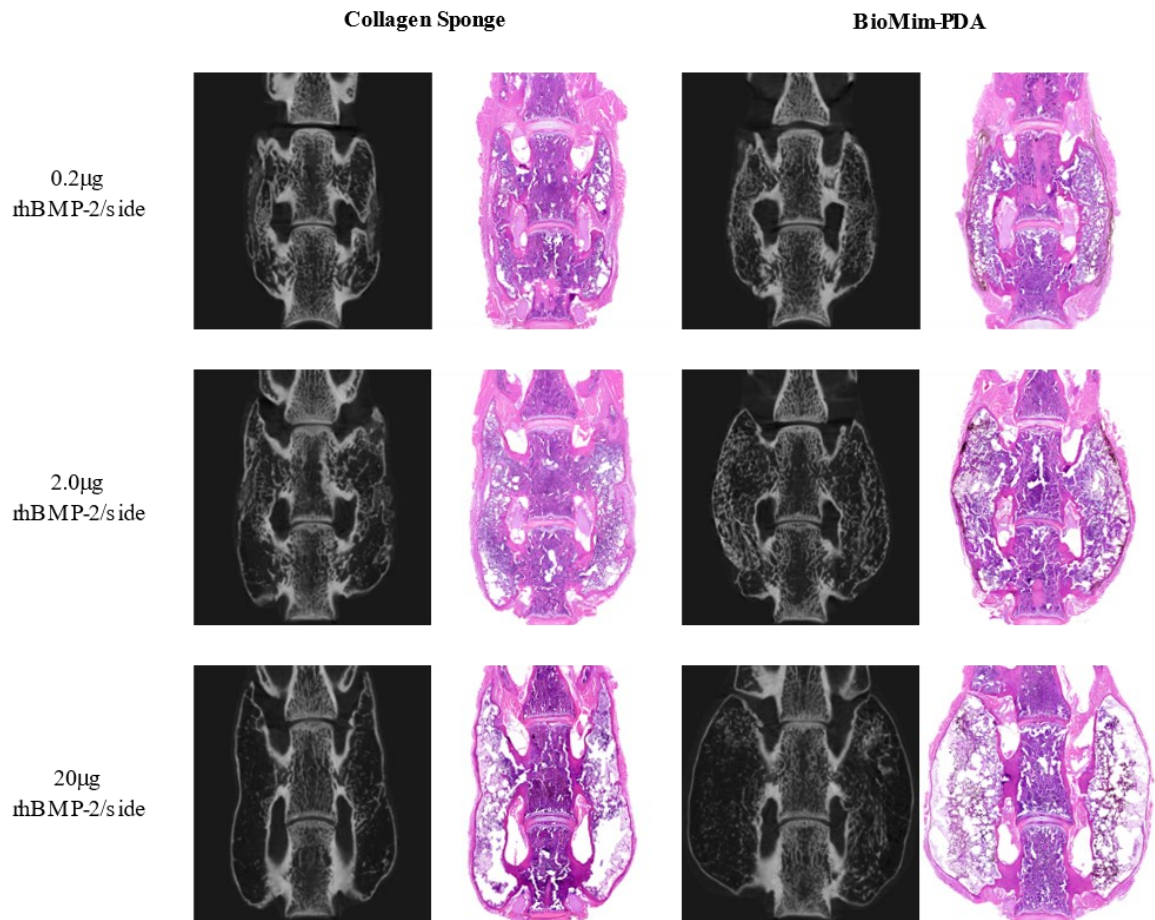 Collagen Sponge
BioMim-PDA
0.2µg
rhBMP-2/side
2.0µg
rhBMP-2/side
20µg
rhBMP-2/side